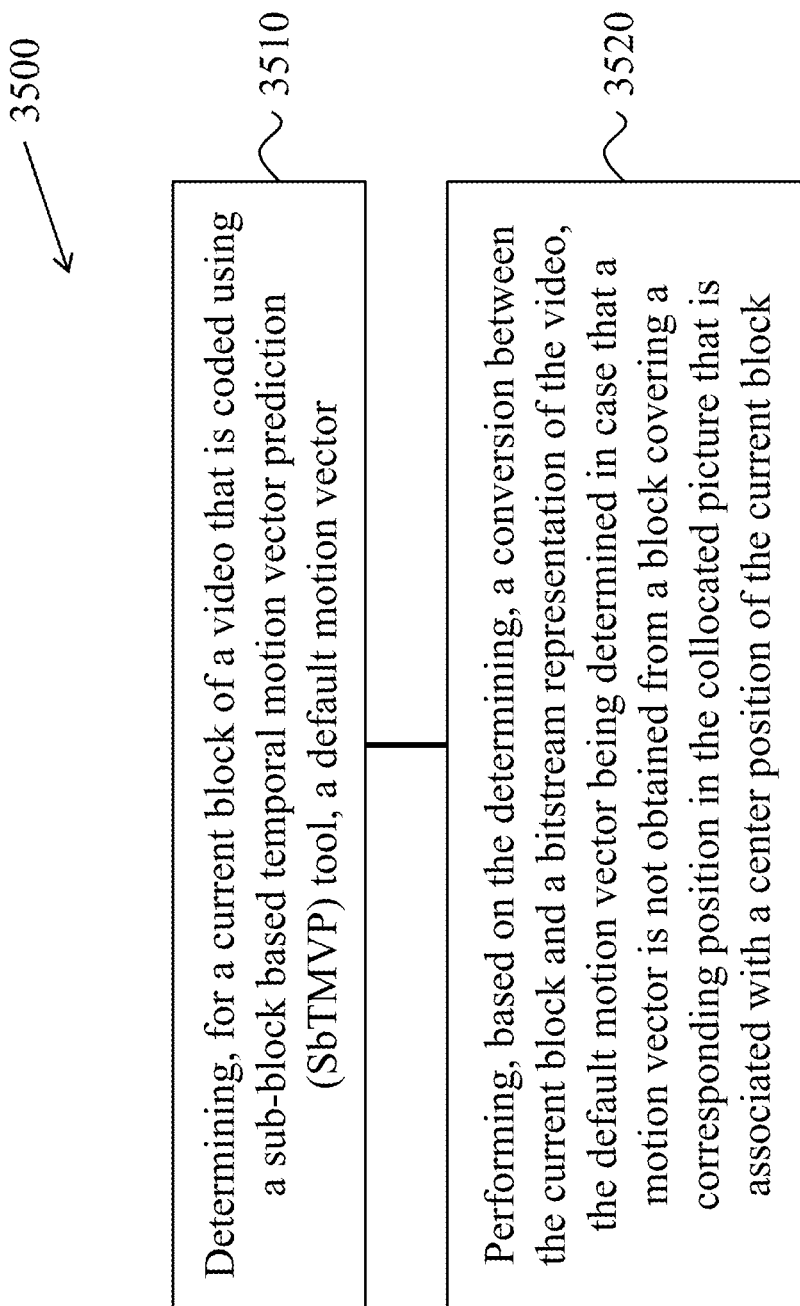 3500
Determining, for a current block of a video that is coded using
a sub-block based temporal motion vector prediction
(SbTMVP) tool, a default motion vector
3510
Performing, based on the determining, a conversion between
the current block and a bitstream representation of the video,
the default motion vector being determined in case that a
motion vector is not obtained from a block covering a
corresponding position in the collocated picture that is
associated with a center position of the current block
3520